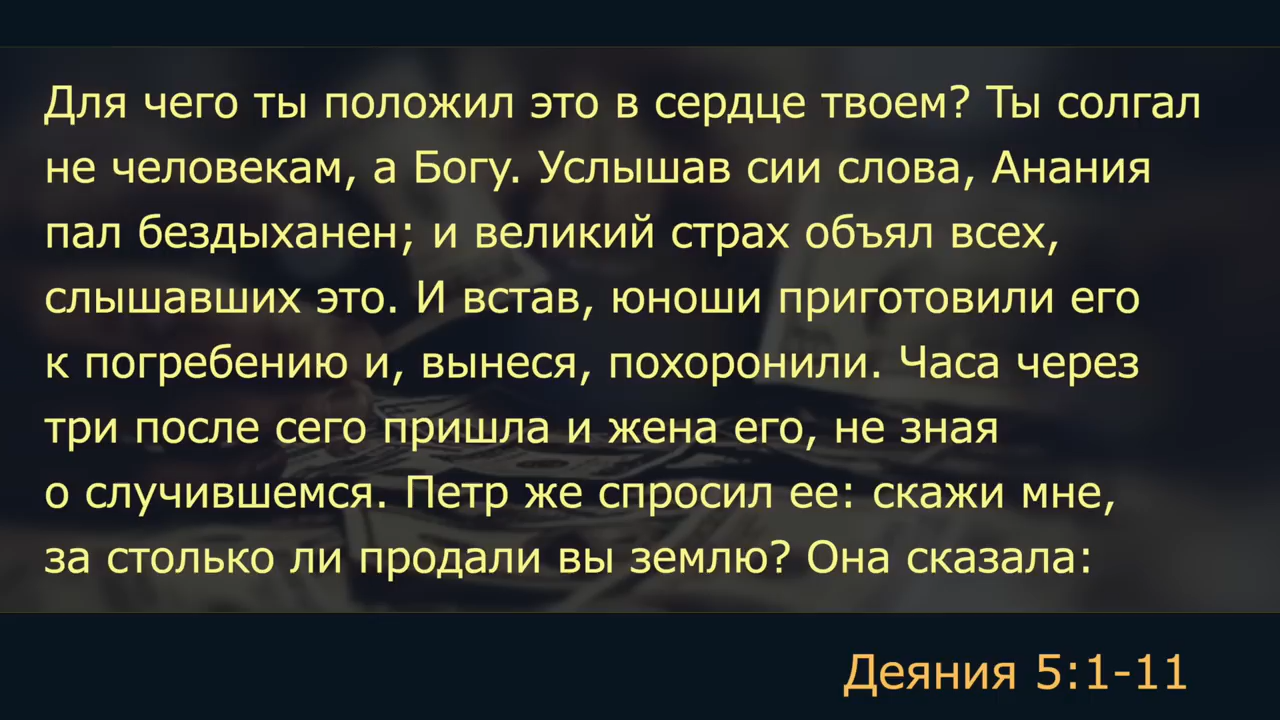 Для чего ты положил это в сердце твоем? Ты солгал
не человекам, а Богу. Услышав сии слова, Анания
пал бездыханен; и великий страх объял всех,
слышавших это. И встав, юноши приготовили его
к погребению и, вынеся, похоронили. Часа через
три после сего пришла и жена его, не зная
о случившемся. Петр же спросил ее: скажи мне,
за столько ли продали вы землю? Она сказала:
Деяния 5:1-11